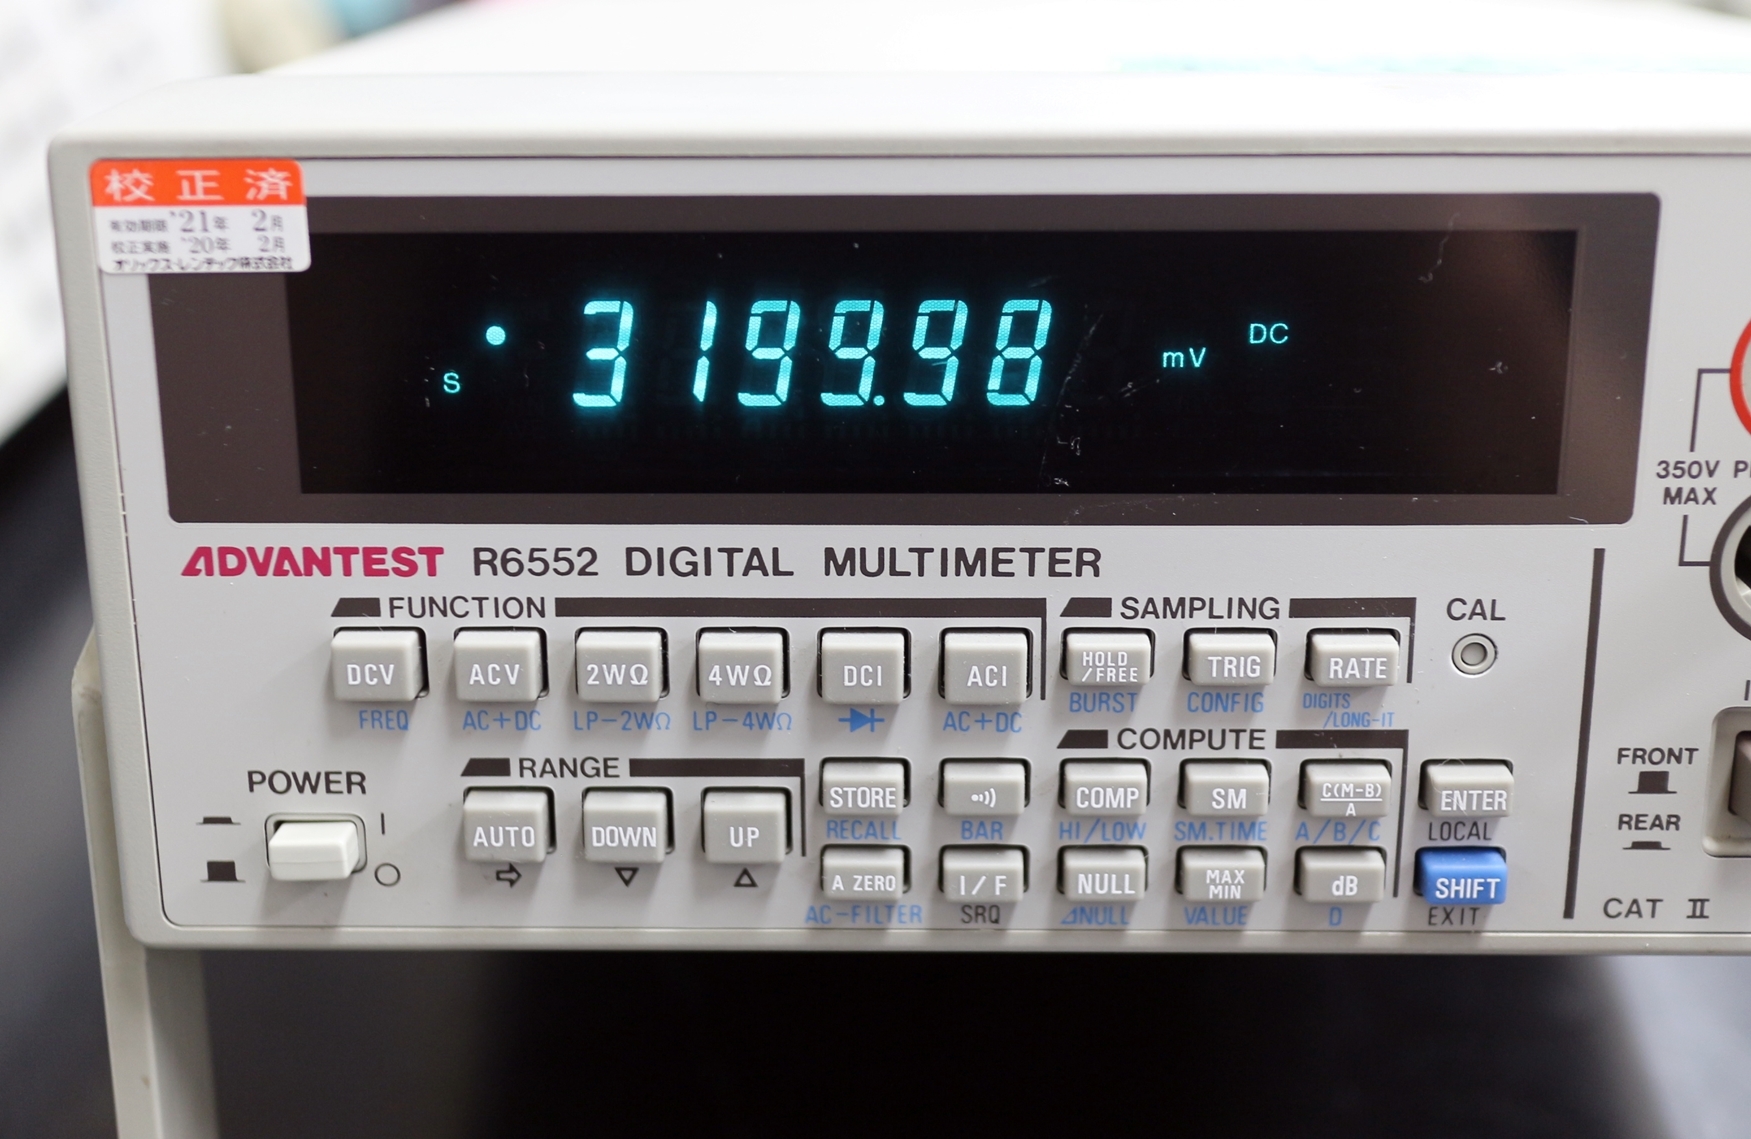 校正済
有効期限 '21年 2月
校正実施 '20年 2月
オリックス・レンテック株式会社
3199.98
mV
DC
S
350V
MAX
ADVANTEST R6552 DIGITAL MULTIMETER
FUNCTION
SAMPLING
CAL
DCV ACV 2WΩ 4WΩ DCI ACI HOLD/FREE TRIG RATE
FREQ AC+DC LP-2WΩ LP-4WΩ AC+DC BURST CONFIG DIGITS/LONG-IT
COMPUTE
POWER
RANGE
FRONT
STORE COMP SM C(M-B)/A ENTER
RECALL BAR HI/LOW SM.TIME A/B/C LOCAL
AUTO DOWN UP
REAR
A ZERO I/F NULL MAX MIN dB SHIFT
AC-FILTER SRQ ⊿NULL VALUE D EXIT
CAT II